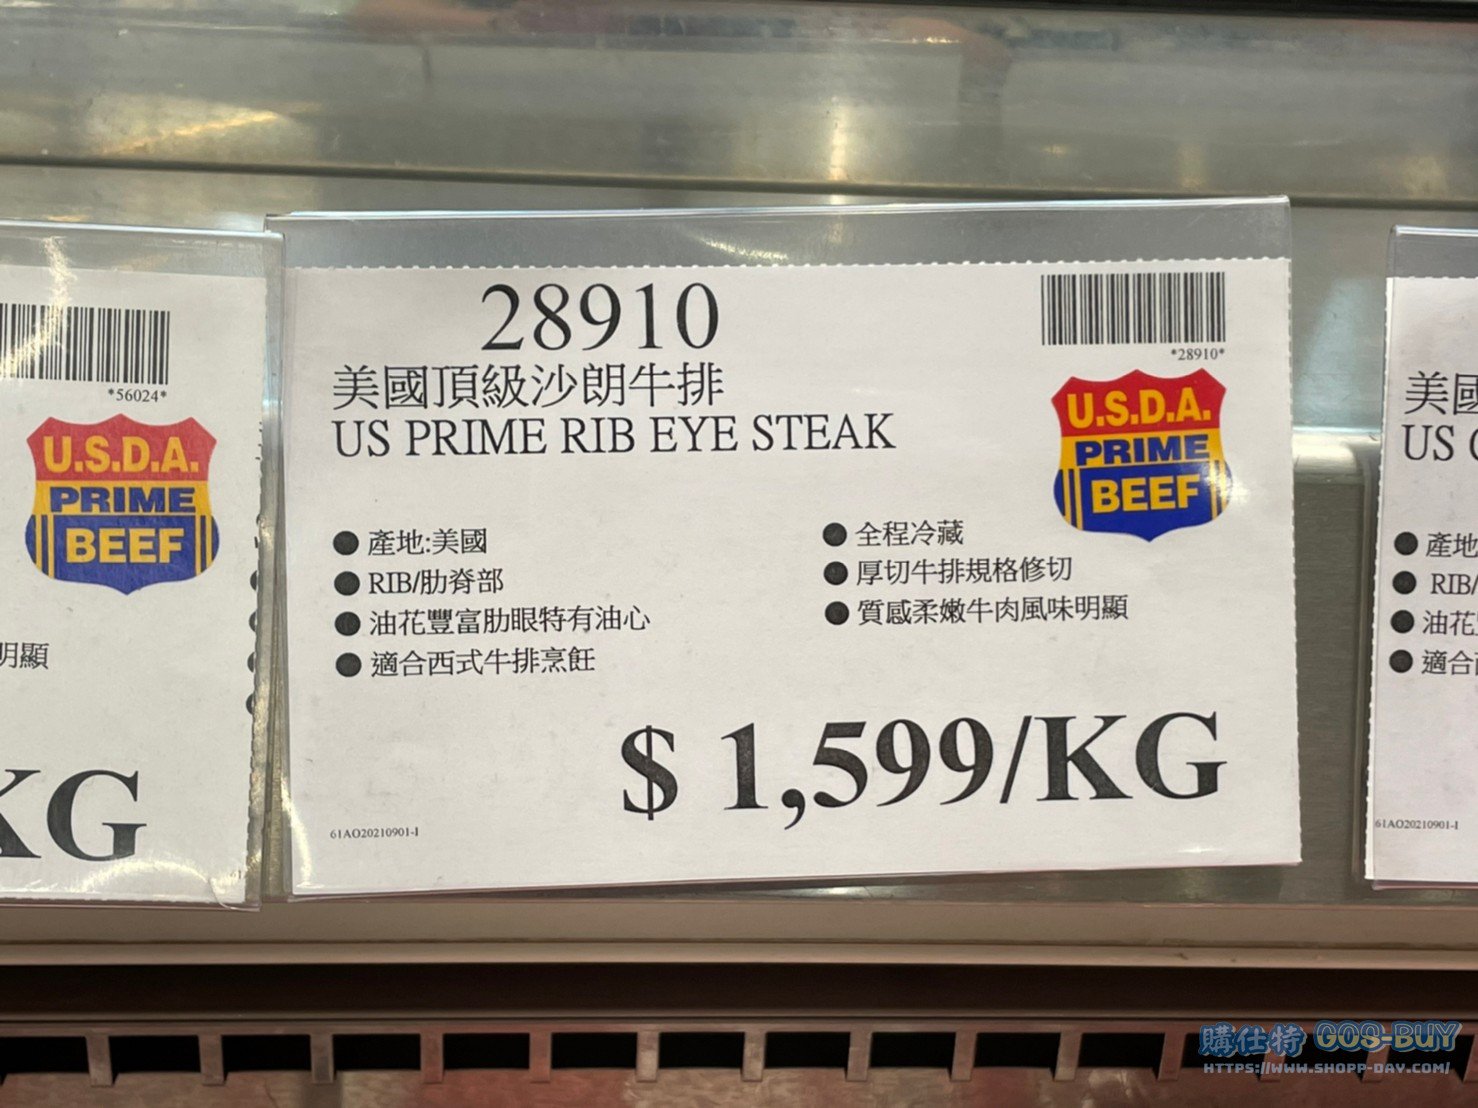 *56024*
U.S.D.A.
PRIME
BEEF
明顯
KG
28910
*28910*
美國頂級沙朗牛排
US PRIME RIB EYE STEAK
U.S.D.A.
PRIME
BEEF
● 產地:美國
● RIB/肋脊部
● 油花豐富肋眼特有油心
● 適合西式牛排烹飪
● 全程冷藏
● 厚切牛排規格修切
● 質感柔嫩牛肉風味明顯
$ 1,599/KG
61AO20210901-I
美國
US
● 產地
● RIB/
● 油花
● 適合
61AO20210901-I
購仕特 GOS-BUY
HTTPS://WWW.SHOPP-DAY.COM/